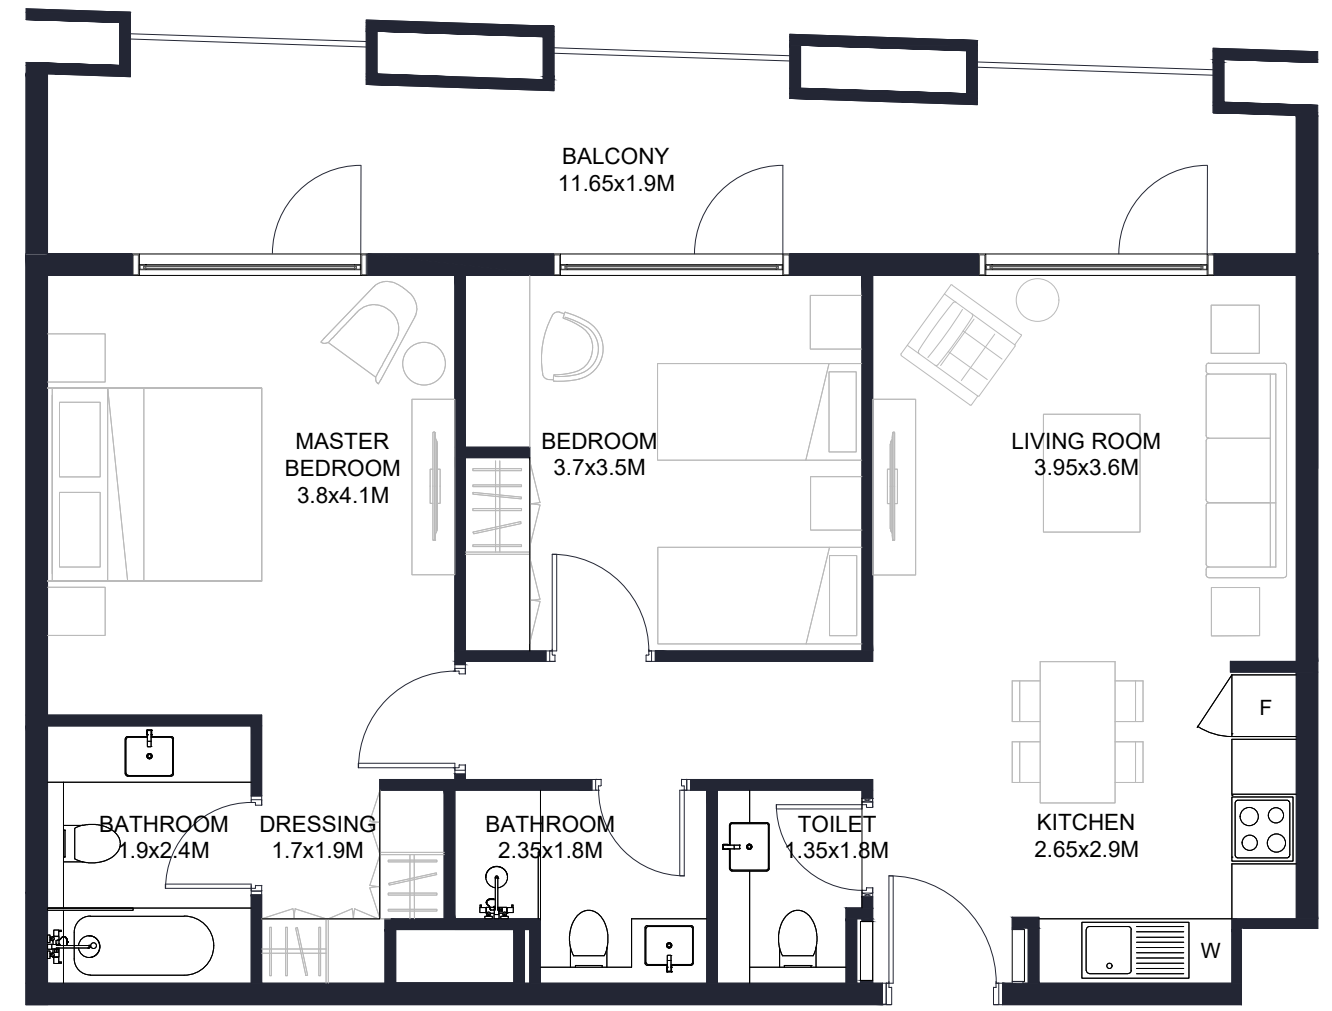 BALCONY
11.65x1.9M
MASTER
BEDROOM
3.8x4.1M
BEDROOM
3.7x3.5M
LIVING ROOM
3.95x3.6M
F
BATHROOM
1.9x2.4M
DRESSING
1.7x1.9M
BATHROOM
2.35x1.8M
TOILET
1.35x1.8M
KITCHEN
2.65x2.9M
W